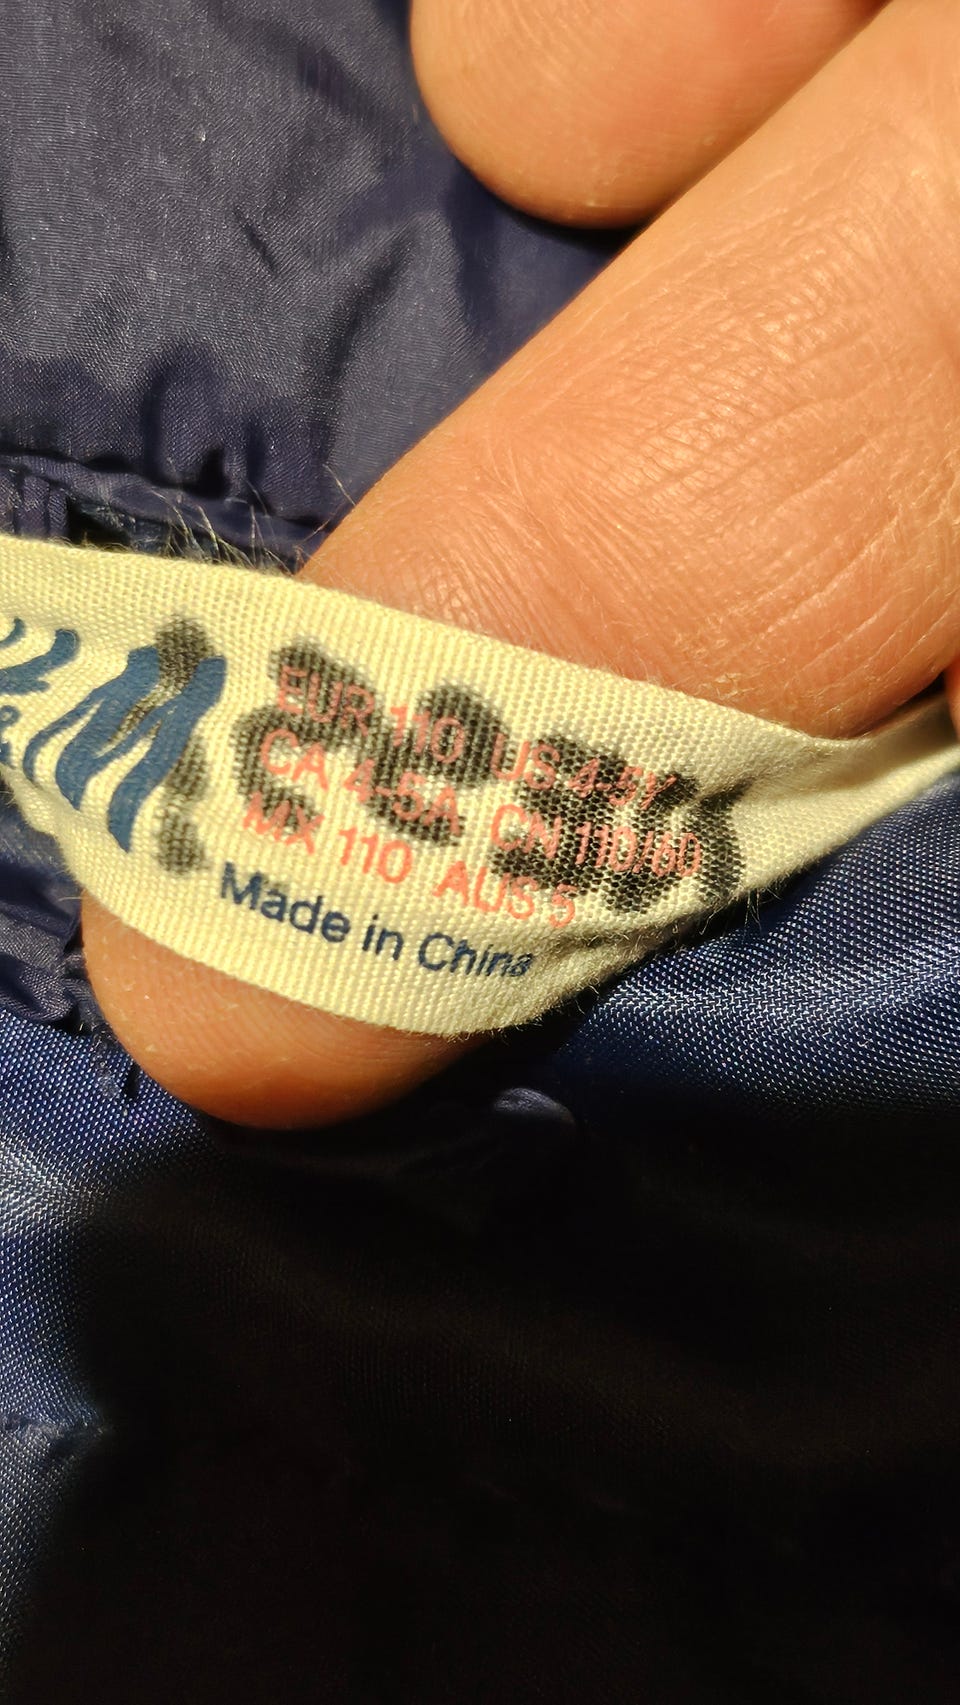 & M
EUR 110 US 4-5Y
CA 4-5A CN 110/60
MX 110 AUS 5
Made in China